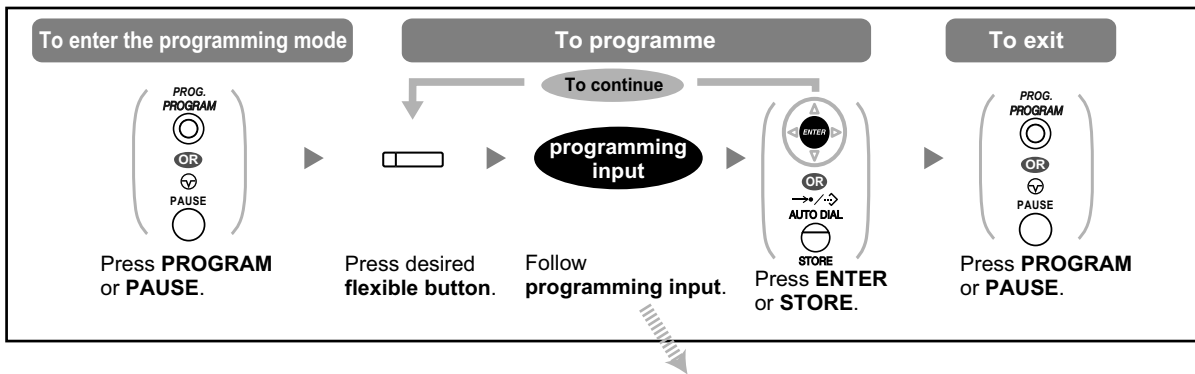 To enter the programming mode
To programme
To exit
To continue
PROG.
PROGRAM
OR
PAUSE
programming
input
ENTER
OR
AUTO DIAL
STORE
PROG.
PROGRAM
OR
PAUSE
Press PROGRAM
or PAUSE.
Press desired
flexible button.
Follow
programming input.
Press ENTER
or STORE.
Press PROGRAM
or PAUSE.